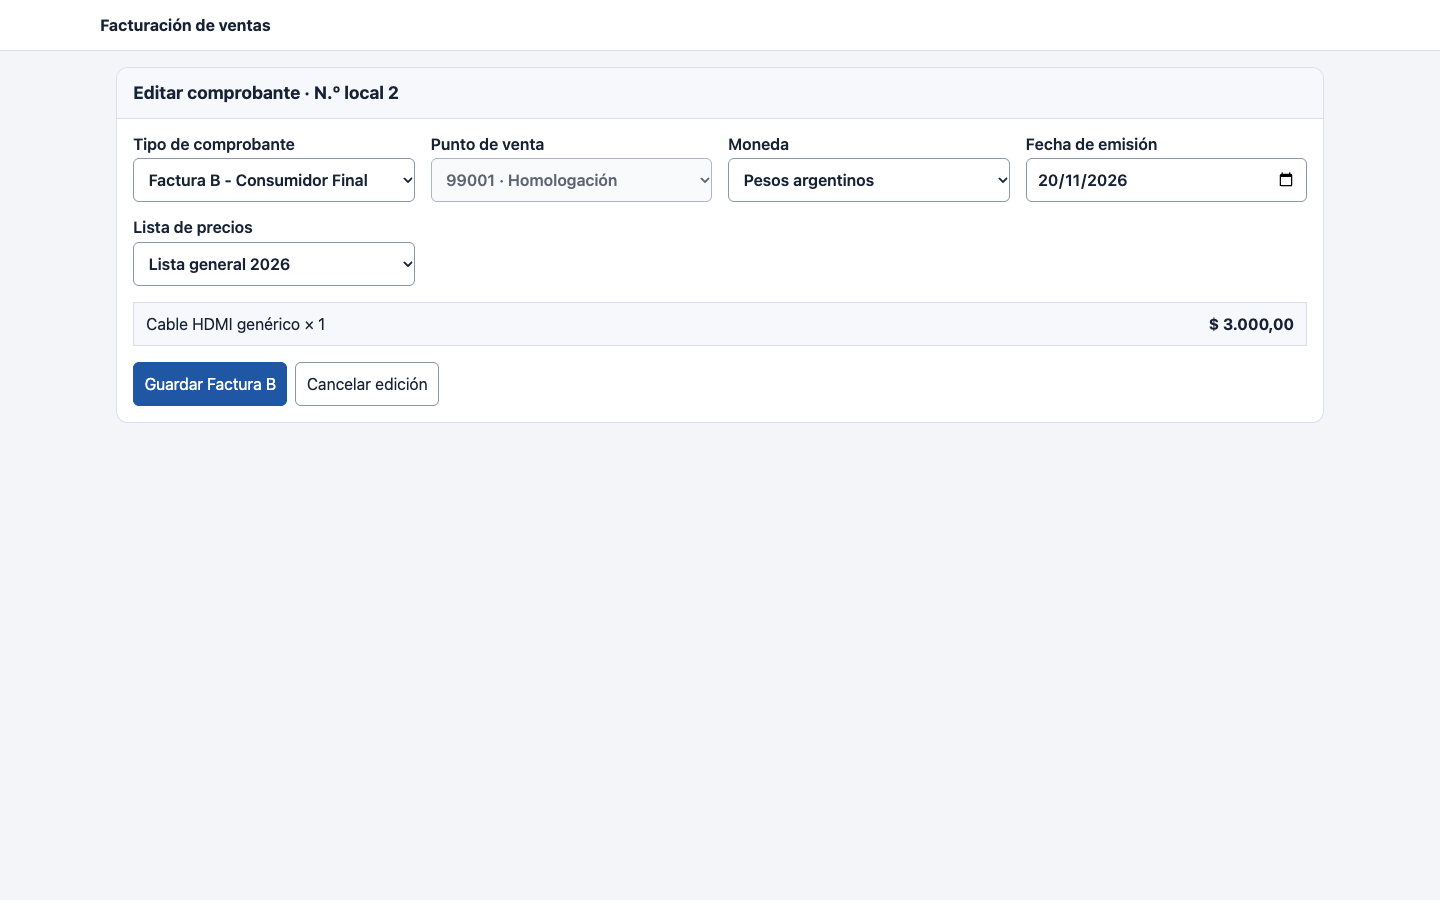 Facturación de ventas
Editar comprobante · N.° local 2
Tipo de comprobante
Factura B - Consumidor Final
Punto de venta
99001 · Homologación
Moneda
Pesos argentinos
Fecha de emisión
20/11/2026
Lista de precios
Lista general 2026
Cable HDMI genérico × 1 $ 3.000,00
Guardar Factura B Cancelar edición